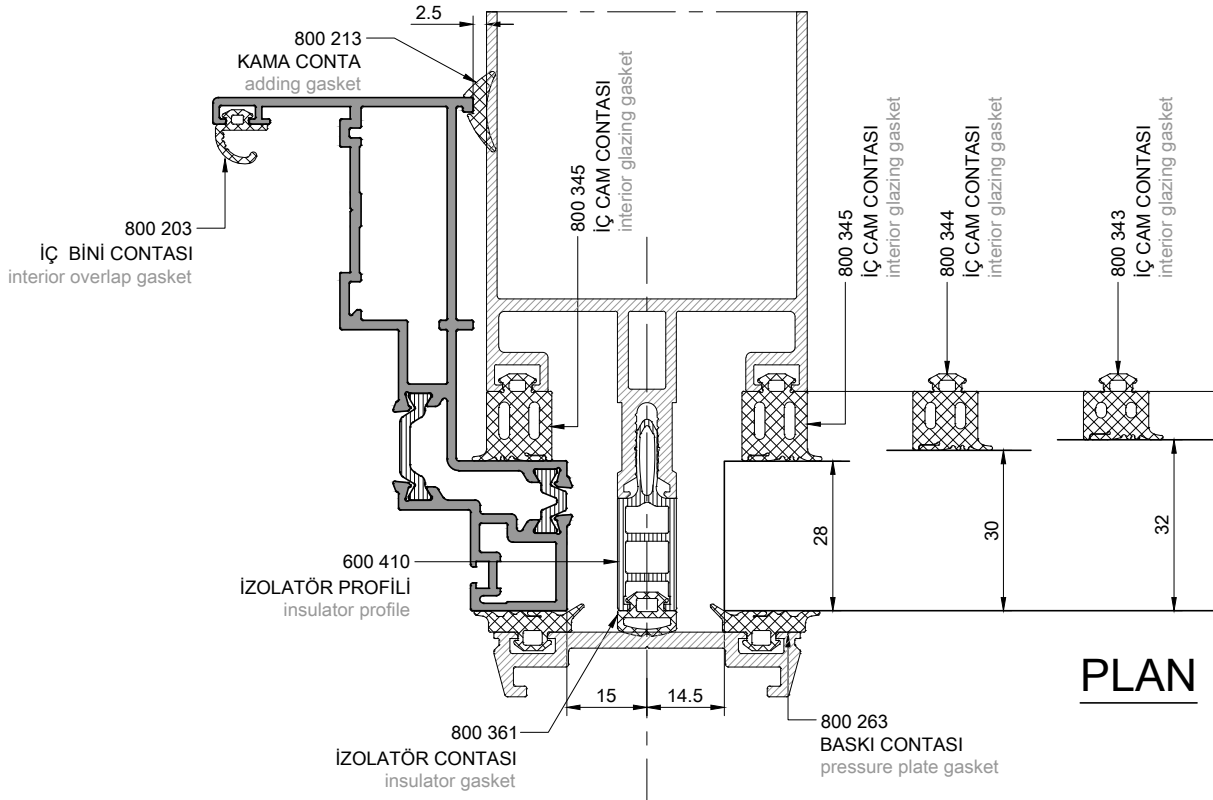 2.5
800 213
KAMA CONTA
adding gasket
800 203
İÇ BİNİ CONTASI
interior overlap gasket
800 345
İÇ CAM CONTASI
interior glazing gasket
800 345
İÇ CAM CONTASI
interior glazing gasket
800 344
İÇ CAM CONTASI
interior glazing gasket
800 343
İÇ CAM CONTASI
interior glazing gasket
28
30
32
600 410
İZOLATÖR PROFİLİ
insulator profile
15
14.5
800 361
İZOLATÖR CONTASI
insulator gasket
800 263
BASKI CONTASI
pressure plate gasket
PLAN